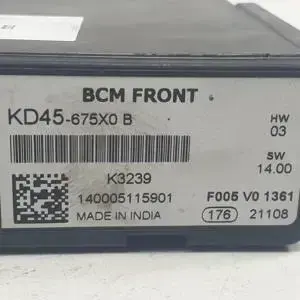 BCM FRONT
KD45-675X0 B
HW
03
SW
14.00
K3239
140005115901
MADE IN INDIA
F005 V0 1361
176 21108